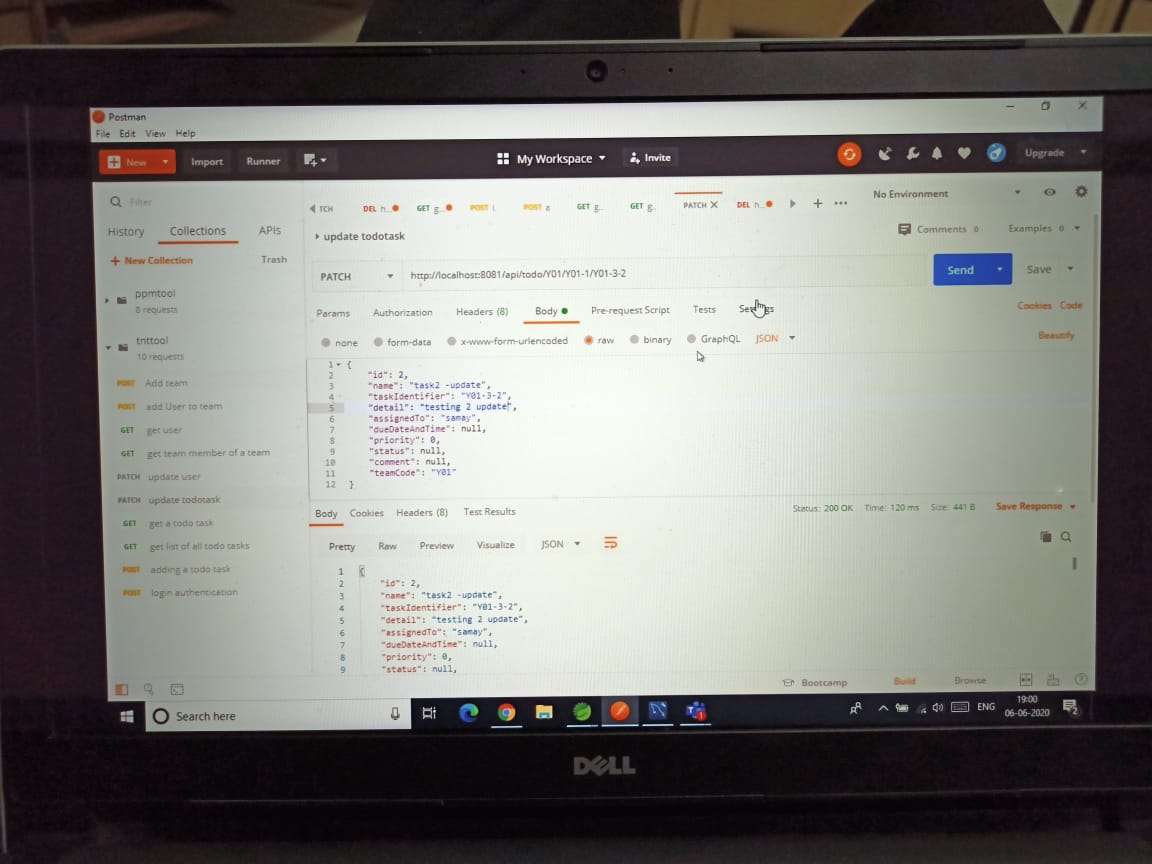 Postman
File Edit View Help
New Import Runner My Workspace Invite Upgrade
Filter
History Collections APIs
+ New Collection Trash
ppmtool
8 requests
tnttool
10 requests
POST Add team
POST add User to team
GET get user
GET get team member of a team
PATCH update user
PATCH update todotask
GET get a todo task
GET get list of all todo tasks
POST adding a todo task
POST login authentication
TCH DEL h... GET g.. POST POST a GET g.. GET g.. PATCH X DEL h... + ••• No Environment
update todotask Comments 0 Examples 0
PATCH http://localhost:8081/api/todo/Y01/Y01-1/Y01-3-2 Send Save
Params Authorization Headers (8) Body Pre-request Script Tests Cookies Code
none form-data x-www-form-urlencoded raw binary GraphQL JSON Beautify
1 {
2 "id": 2,
3 "name": "task2 -update",
4 "taskIdentifier": "Y01-3-2",
5 "detail": "testing 2 update",
6 "assignedTo": "samay",
7 "dueDateAndTime": null,
8 "priority": 0,
9 "status": null,
10 "comment": null,
11 "teamCode": "Y01"
12 }
Body Cookies Headers (8) Test Results Status: 200 OK Time: 120 ms Size: 441 B Save Response
Pretty Raw Preview Visualize JSON
1 {
2 "id": 2,
3 "name": "task2 -update",
4 "taskIdentifier": "Y01-3-2",
5 "detail": "testing 2 update",
6 "assignedTo": "samay",
7 "dueDateAndTime": null,
8 "priority": 0,
9 "status": null,
Bootcamp Build Browse
Search here ENG 19:00
06-06-2020
DELL